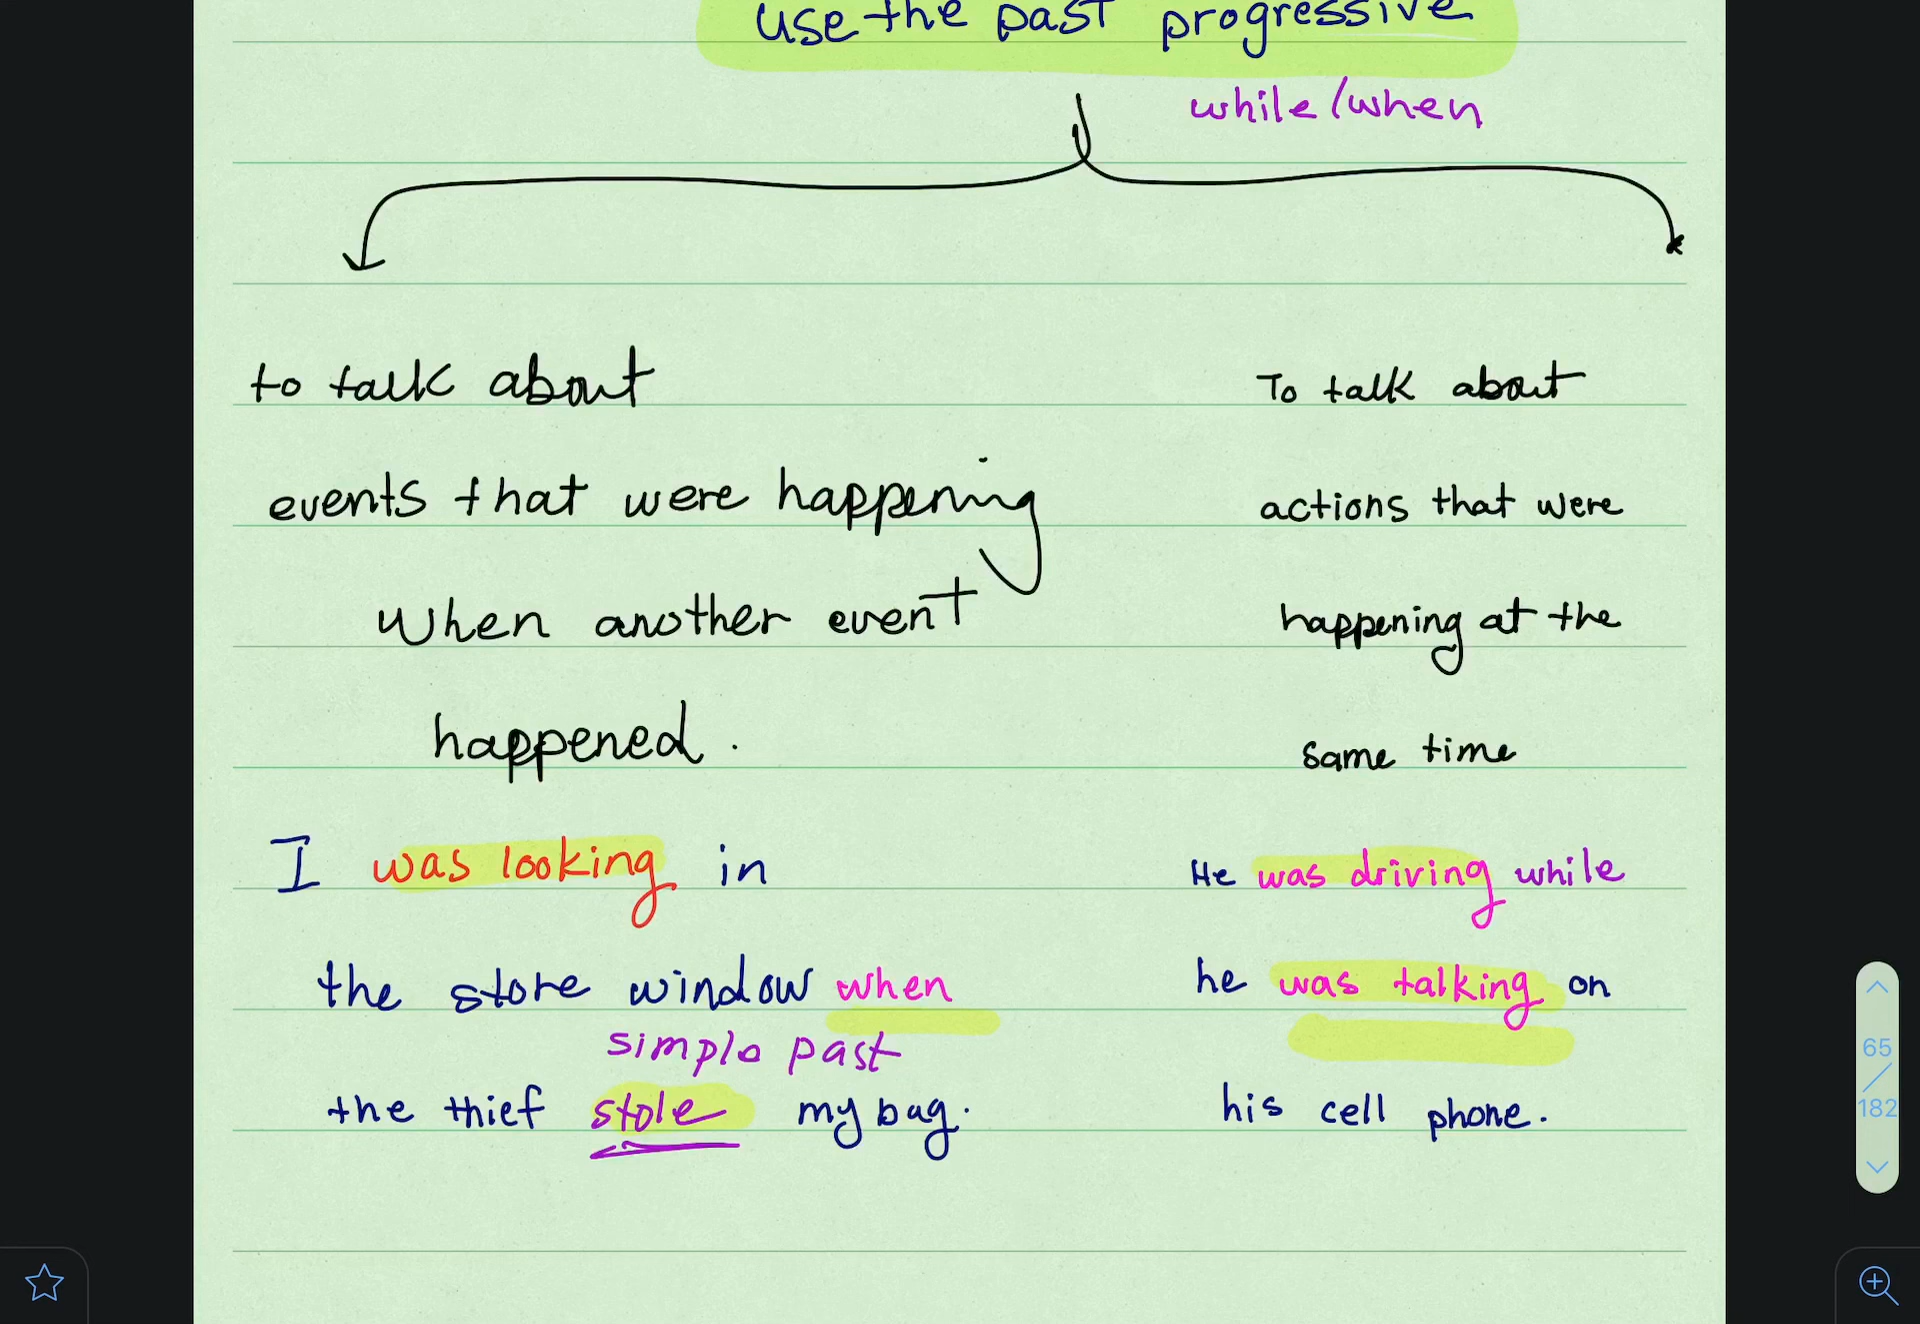 use the past progressive
while/when
to talk about
events that were happening
when another event
happened.
I was looking in
the store window when
simple past
the thief stole my bag.
To talk about
actions that were
happening at the
same time
He was driving while
he was talking on
his cell phone.
65
182